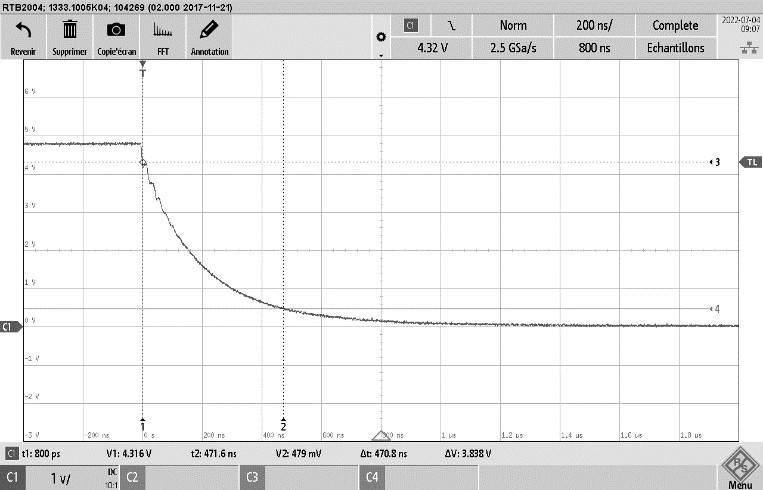 RTB2004; 1333.1005K04; 104269 (02.000 2017-11-21)
Revenir Supprimer Copie'écran FFT Annotation
C1 Norm 200 ns/ Complete
4.32 V 2.5 GSa/s 800 ns Echantillons
2022-07-04
09:07
T
6 V
5 V
4 V
3 V
2 V
1 V
0 V
-1 V
-2 V
-3 V
3
TL
4
C1
1 2
-200 ns 0 s 200 ns 400 ns 600 ns 800 ns 1 us 1.2 us 1.4 us 1.6 us 1.8 us
C1 t1: 800 ps V1: 4.316 V t2: 471.6 ns V2: 479 mV Δt: 470.8 ns ΔV: 3.838 V
C1 1 V/ DC 10:1 C2 C3 C4
R S
Menu